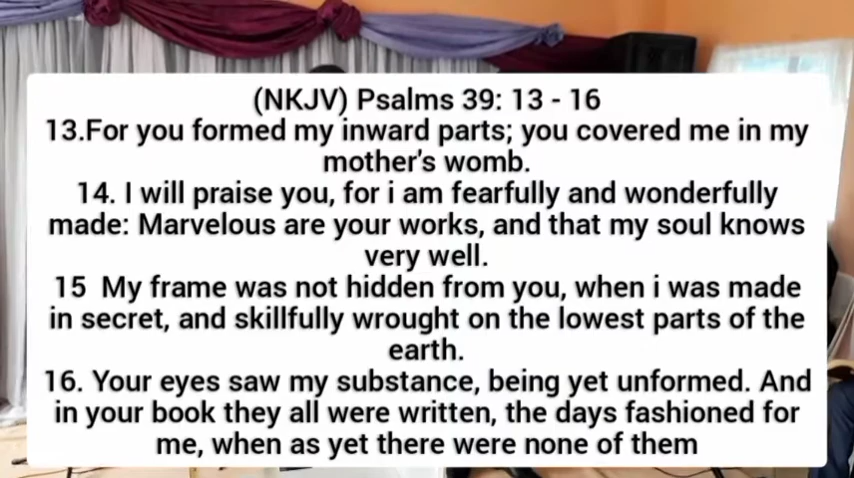 (NKJV) Psalms 39: 13 - 16
13.For you formed my inward parts; you covered me in my
mother's womb.
14. I will praise you, for i am fearfully and wonderfully
made: Marvelous are your works, and that my soul knows
very well.
15  My frame was not hidden from you, when i was made
in secret, and skillfully wrought on the lowest parts of the
earth.
16. Your eyes saw my substance, being yet unformed. And
in your book they all were written, the days fashioned for
me, when as yet there were none of them